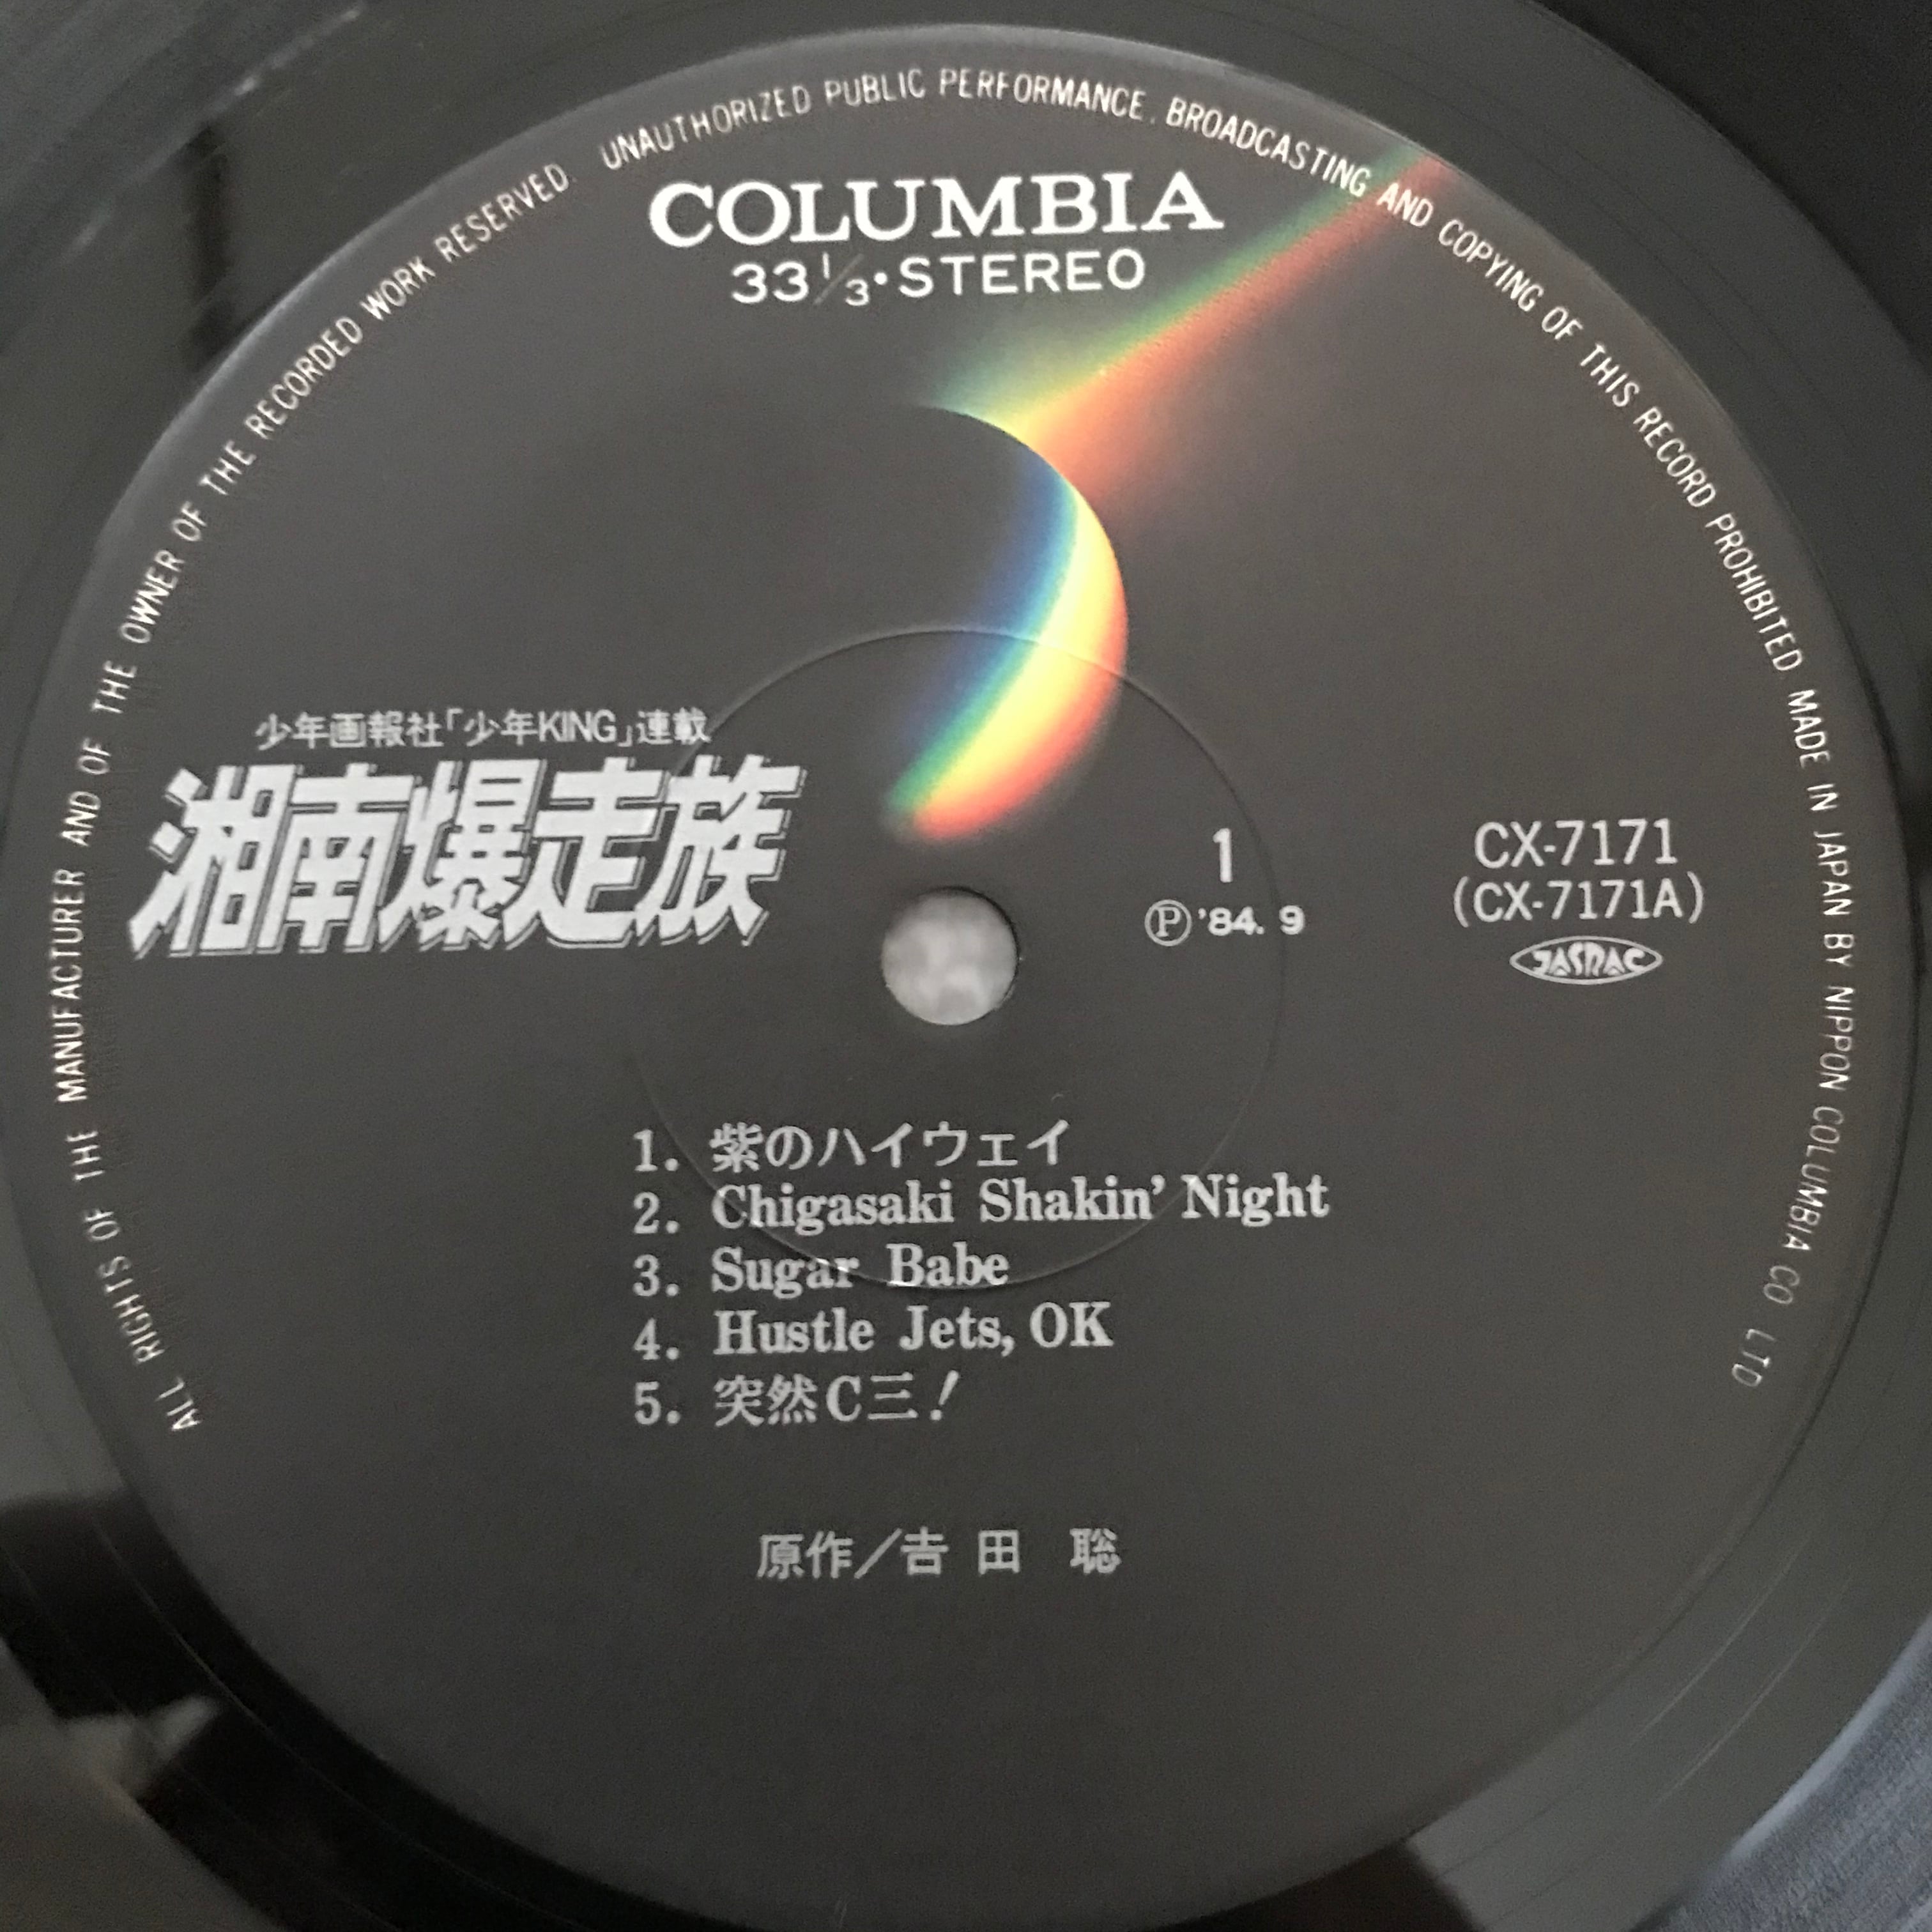 ALL RIGHTS OF THE MANUFACTURER AND OF THE OWNER OF THE RECORDED WORK RESERVED. UNAUTHORIZED PUBLIC PERFORMANCE, BROADCASTING AND COPYING OF THIS RECORD PROHIBITED. MADE IN JAPAN BY NIPPON COLUMBIA CO LTD
COLUMBIA
33 1/3・STEREO
少年画報社「少年KING」連載
湘南爆走族
1
Ⓟ'84. 9
CX-7171
(CX-7171A)
JASRAC
1. 紫のハイウェイ
2. Chigasaki Shakin' Night
3. Sugar Babe
4. Hustle Jets, OK
5. 突然C三!
原作/吉田 聡